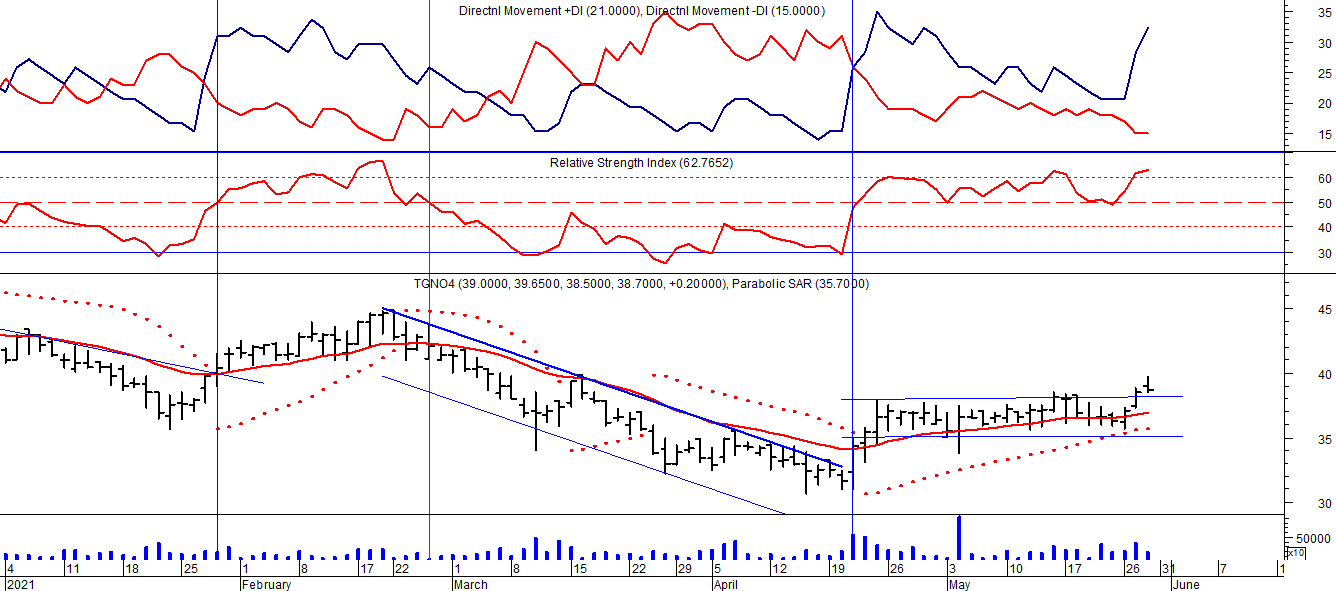 Directnl Movement +DI (21.0000), Directnl Movement -DI (15.0000)
35
30
25
20
15
Relative Strength Index (62.7652)
60
50
40
30
TGNO4 (39.0000, 39.6500, 38.5000, 38.7000, +0.20000), Parabolic SAR (35.7000)
45
40
35
30
50000
x10
4 11 18 25 1 8 17 22 1 8 15 22 29 5 12 19 26 3 10 17 26 31 7 1
2021 February March April May June